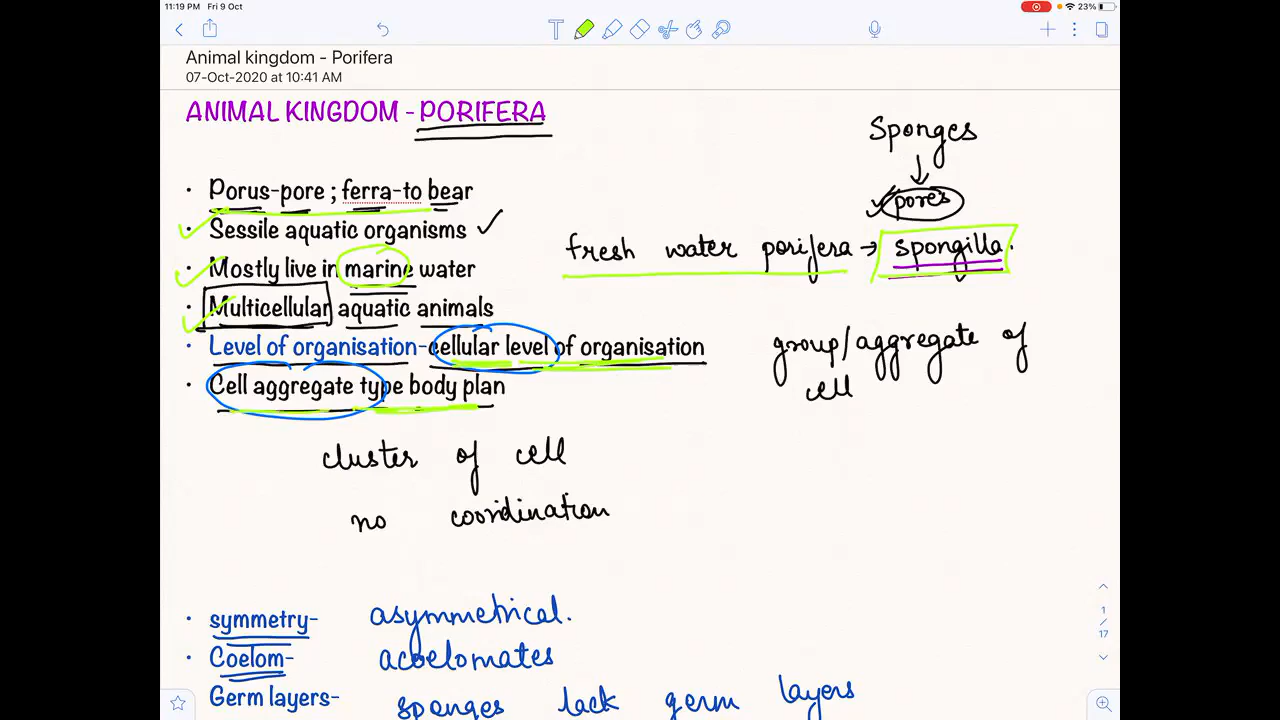 11:19 PM Fri 9 Oct
23%
T
Animal kingdom - Porifera
07-Oct-2020 at 10:41 AM
ANIMAL KINGDOM - PORIFERA
Sponges
• Porus-pore ; ferra-to bear
pores
• Sessile aquatic organisms
fresh water porifera → spongilla.
• Mostly live in marine water
• Multicellular aquatic animals
• Level of organisation-cellular level of organisation
group/aggregate of
cell
• Cell aggregate type body plan
cluster of cell
no coordination
• symmetry- asymmetrical.
• Coelom- acoelomates
• Germ layers- sponges lack germ layers
1
/
17